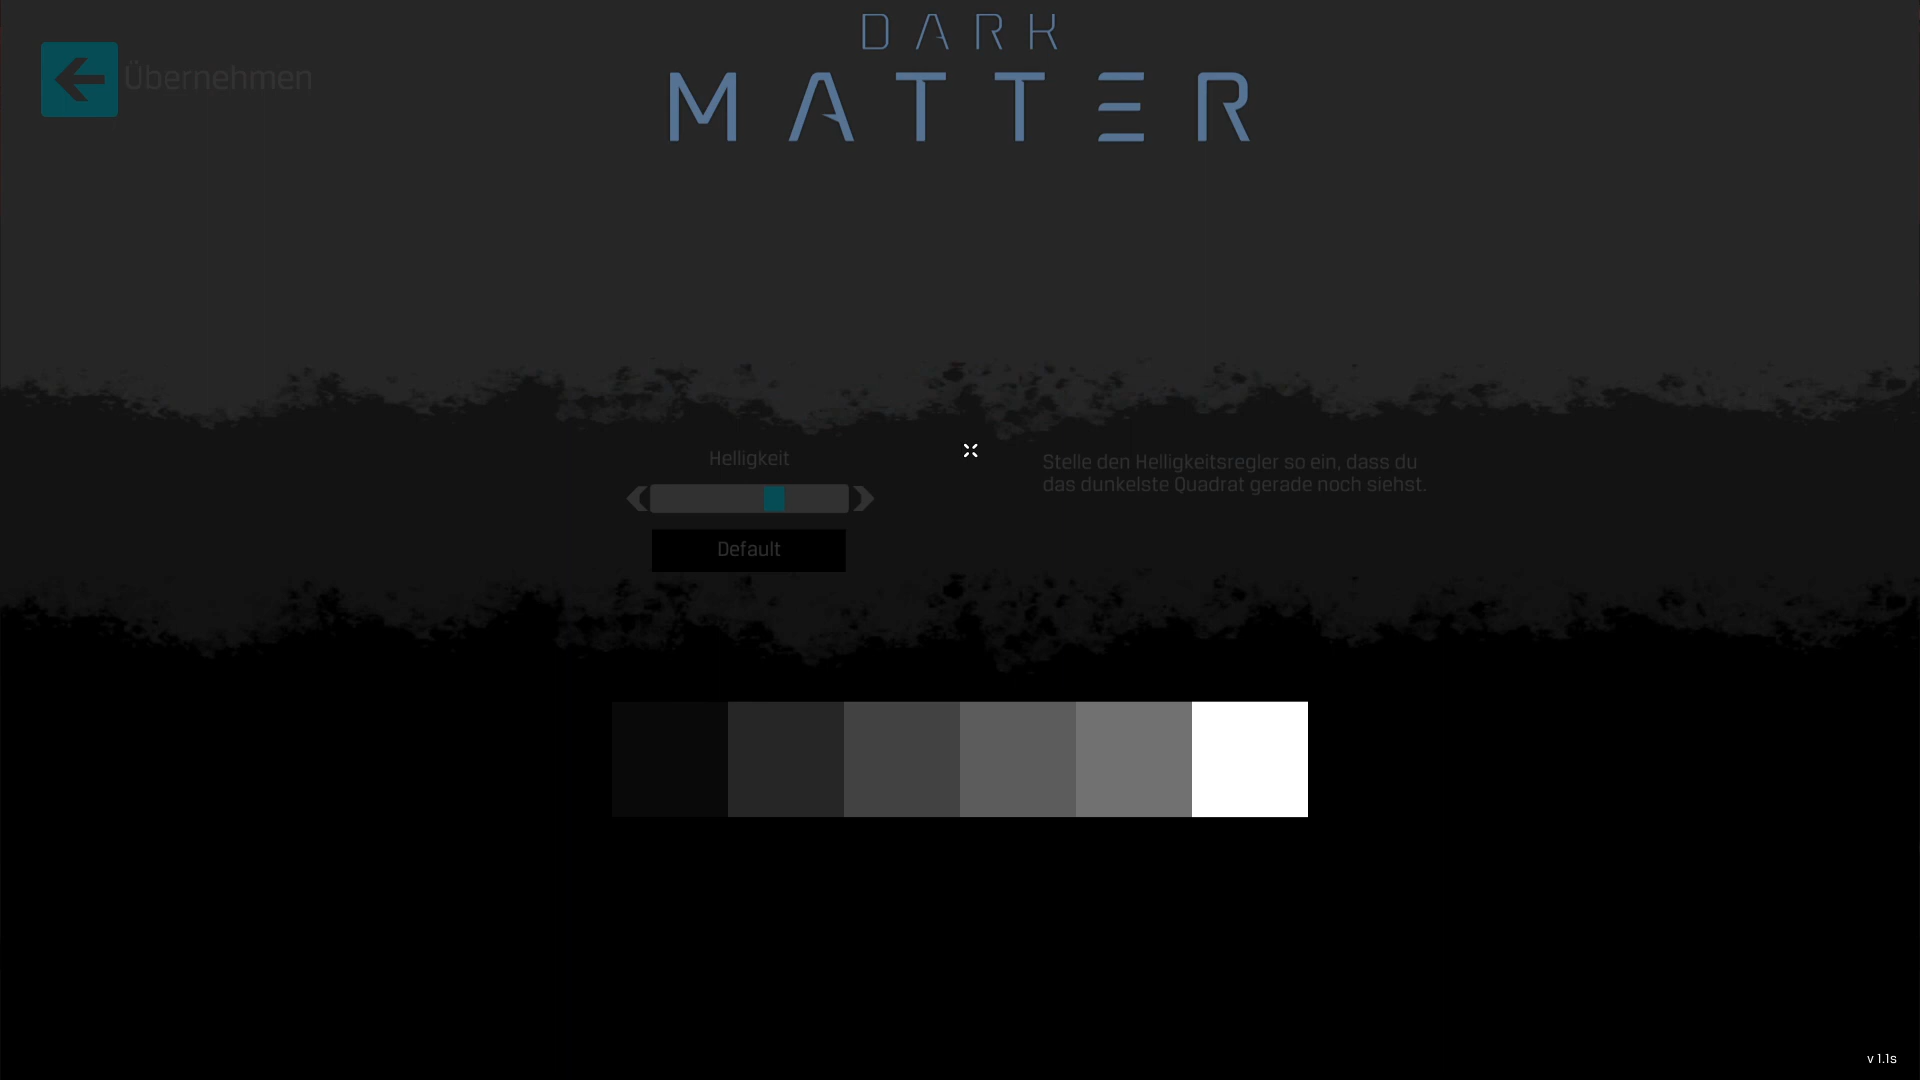 DARK
MATTER
Übernehmen
Helligkeit
Stelle den Helligkeitsregler so ein, dass du
das dunkelste Quadrat gerade noch siehst.
Default
v 1.1s